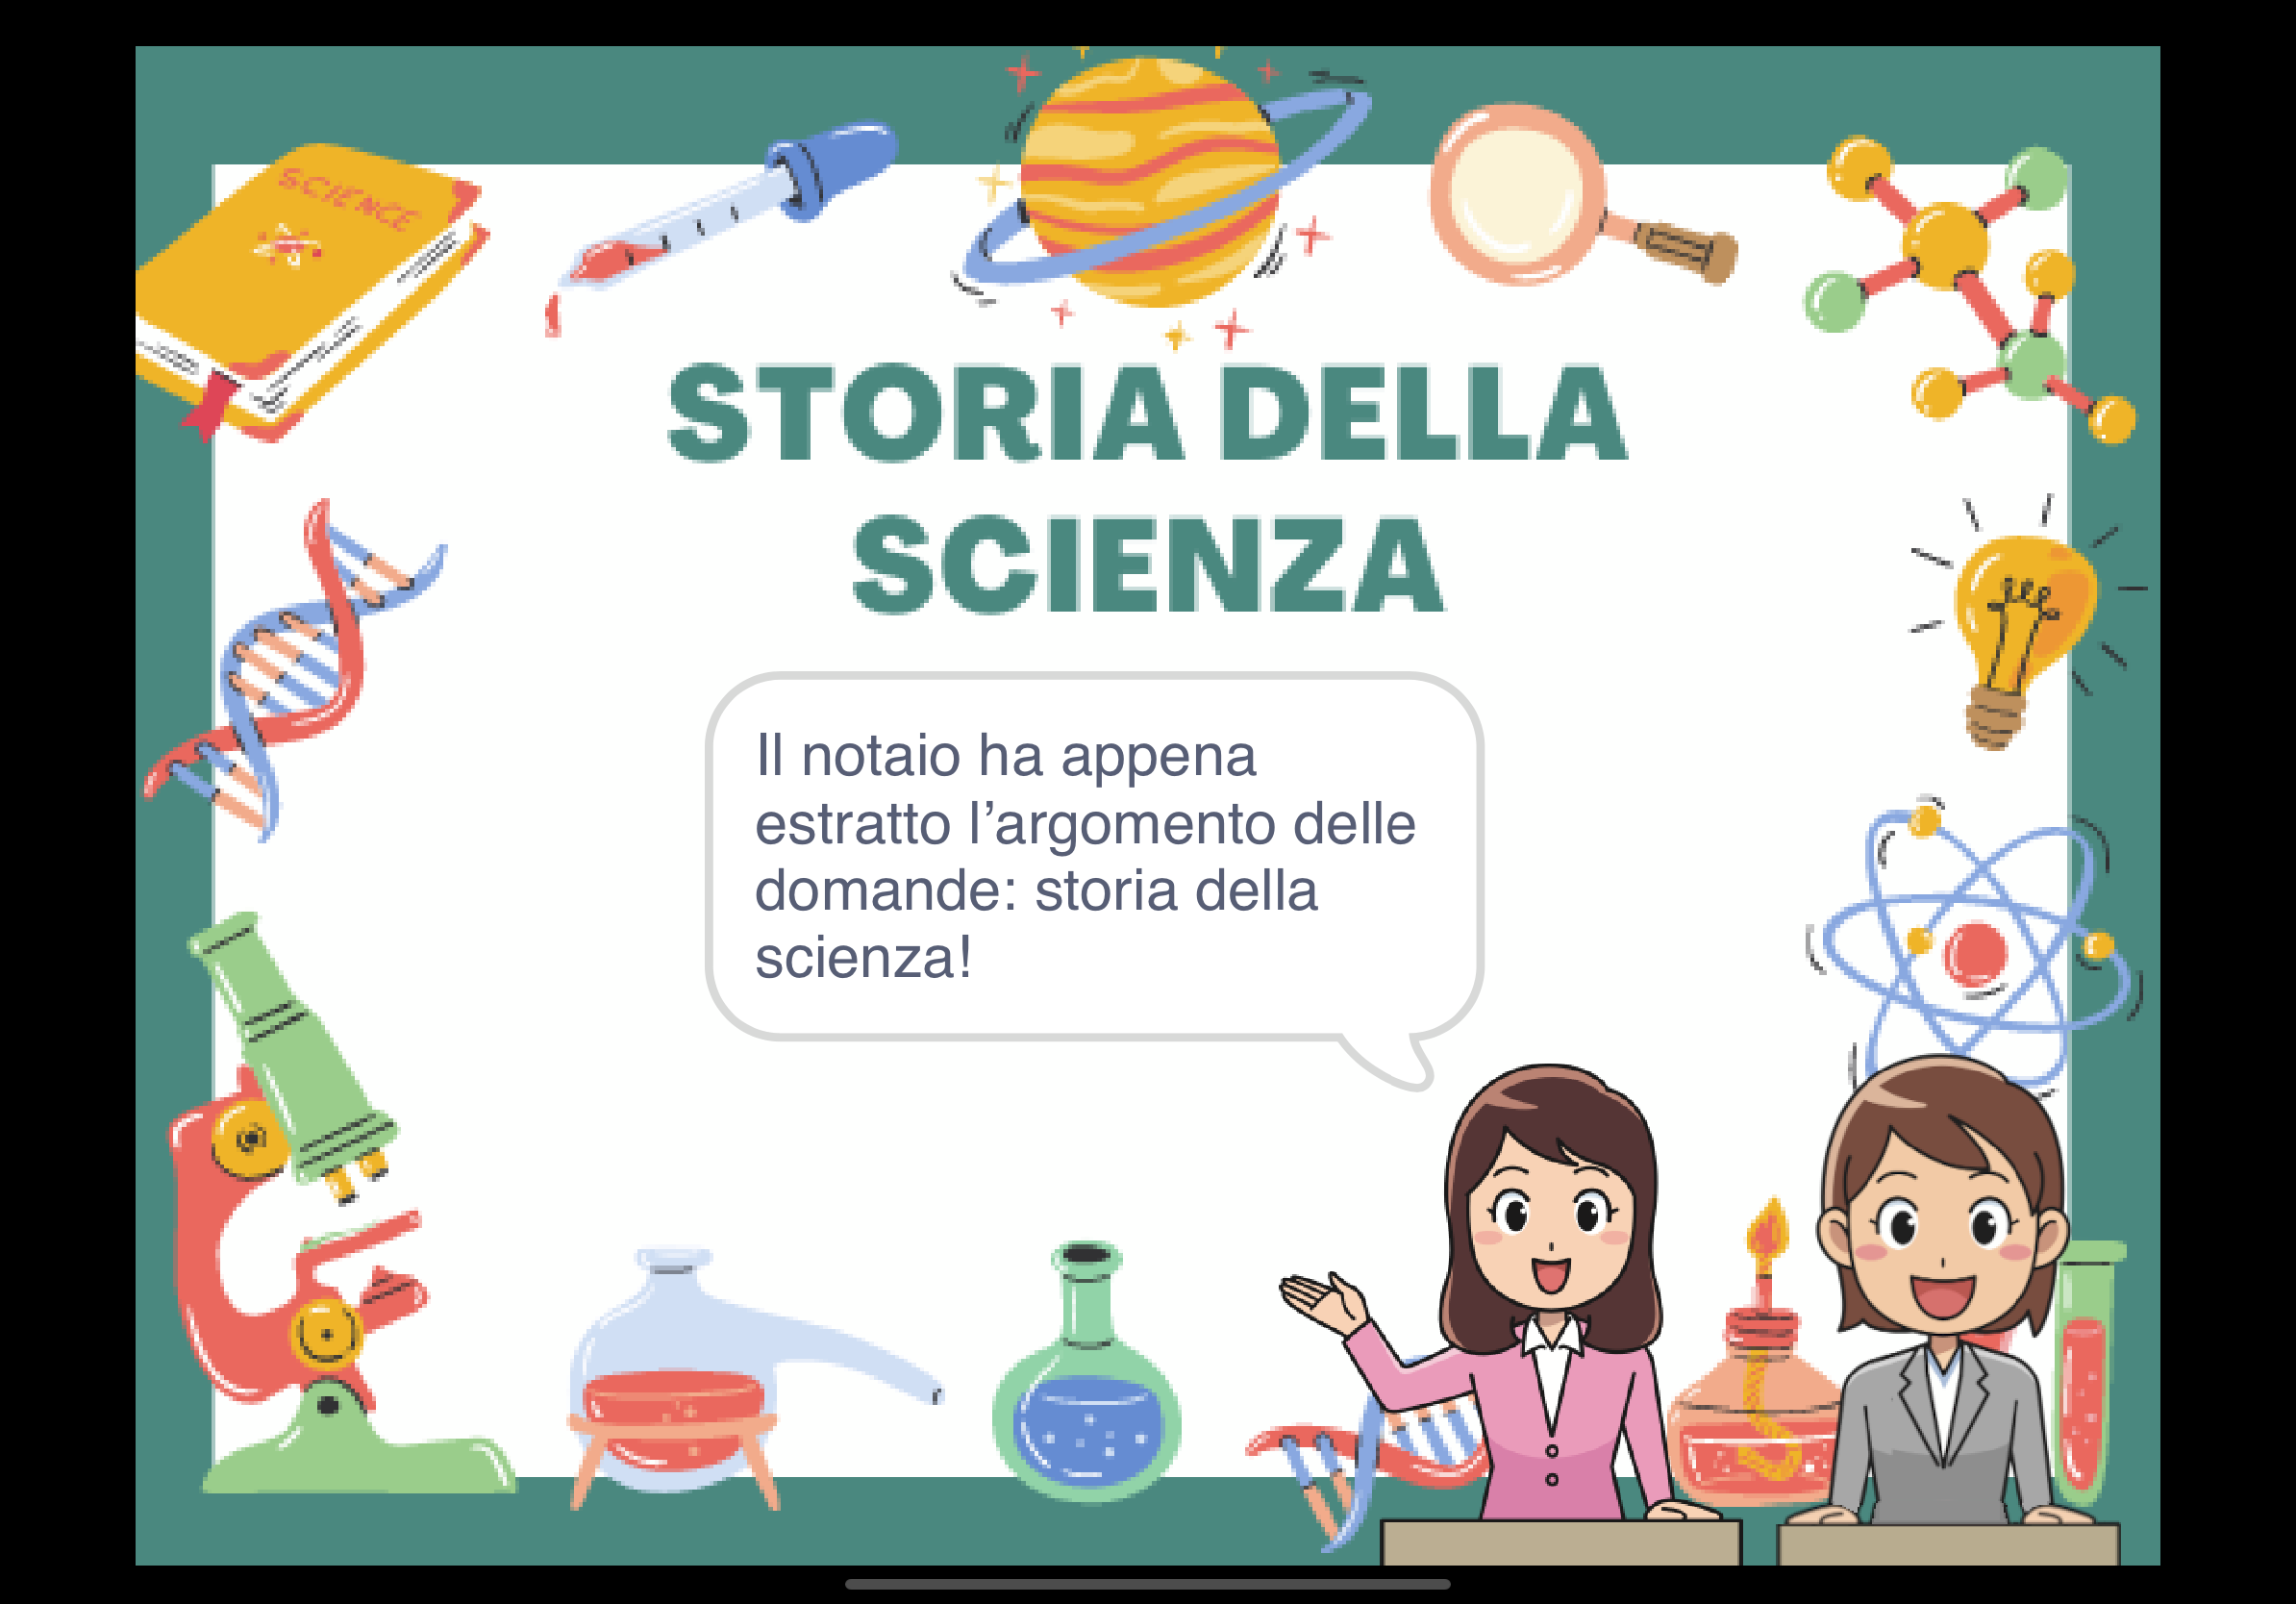 SCIENCE
STORIA DELLA
SCIENZA
Il notaio ha appena
estratto l’argomento delle
domande: storia della
scienza!